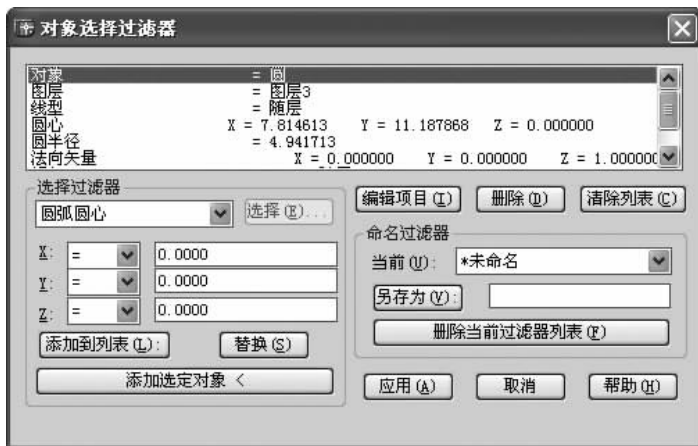 对象选择过滤器
对象 = 圆
图层 = 图层3
线型 = 随层
圆心 X = 7.814613 Y = 11.187868 Z = 0.000000
圆半径 = 4.941713
法向矢量 X = 0.000000 Y = 0.000000 Z = 1.000000
选择过滤器
圆弧圆心 选择(E)...
X: = 0.0000
Y: = 0.0000
Z: = 0.0000
添加到列表(L): 替换(S)
添加选定对象 <
编辑项目(I) 删除(D) 清除列表(C)
命名过滤器
当前(U): *未命名
另存为(V):
删除当前过滤器列表(F)
应用(A) 取消 帮助(H)